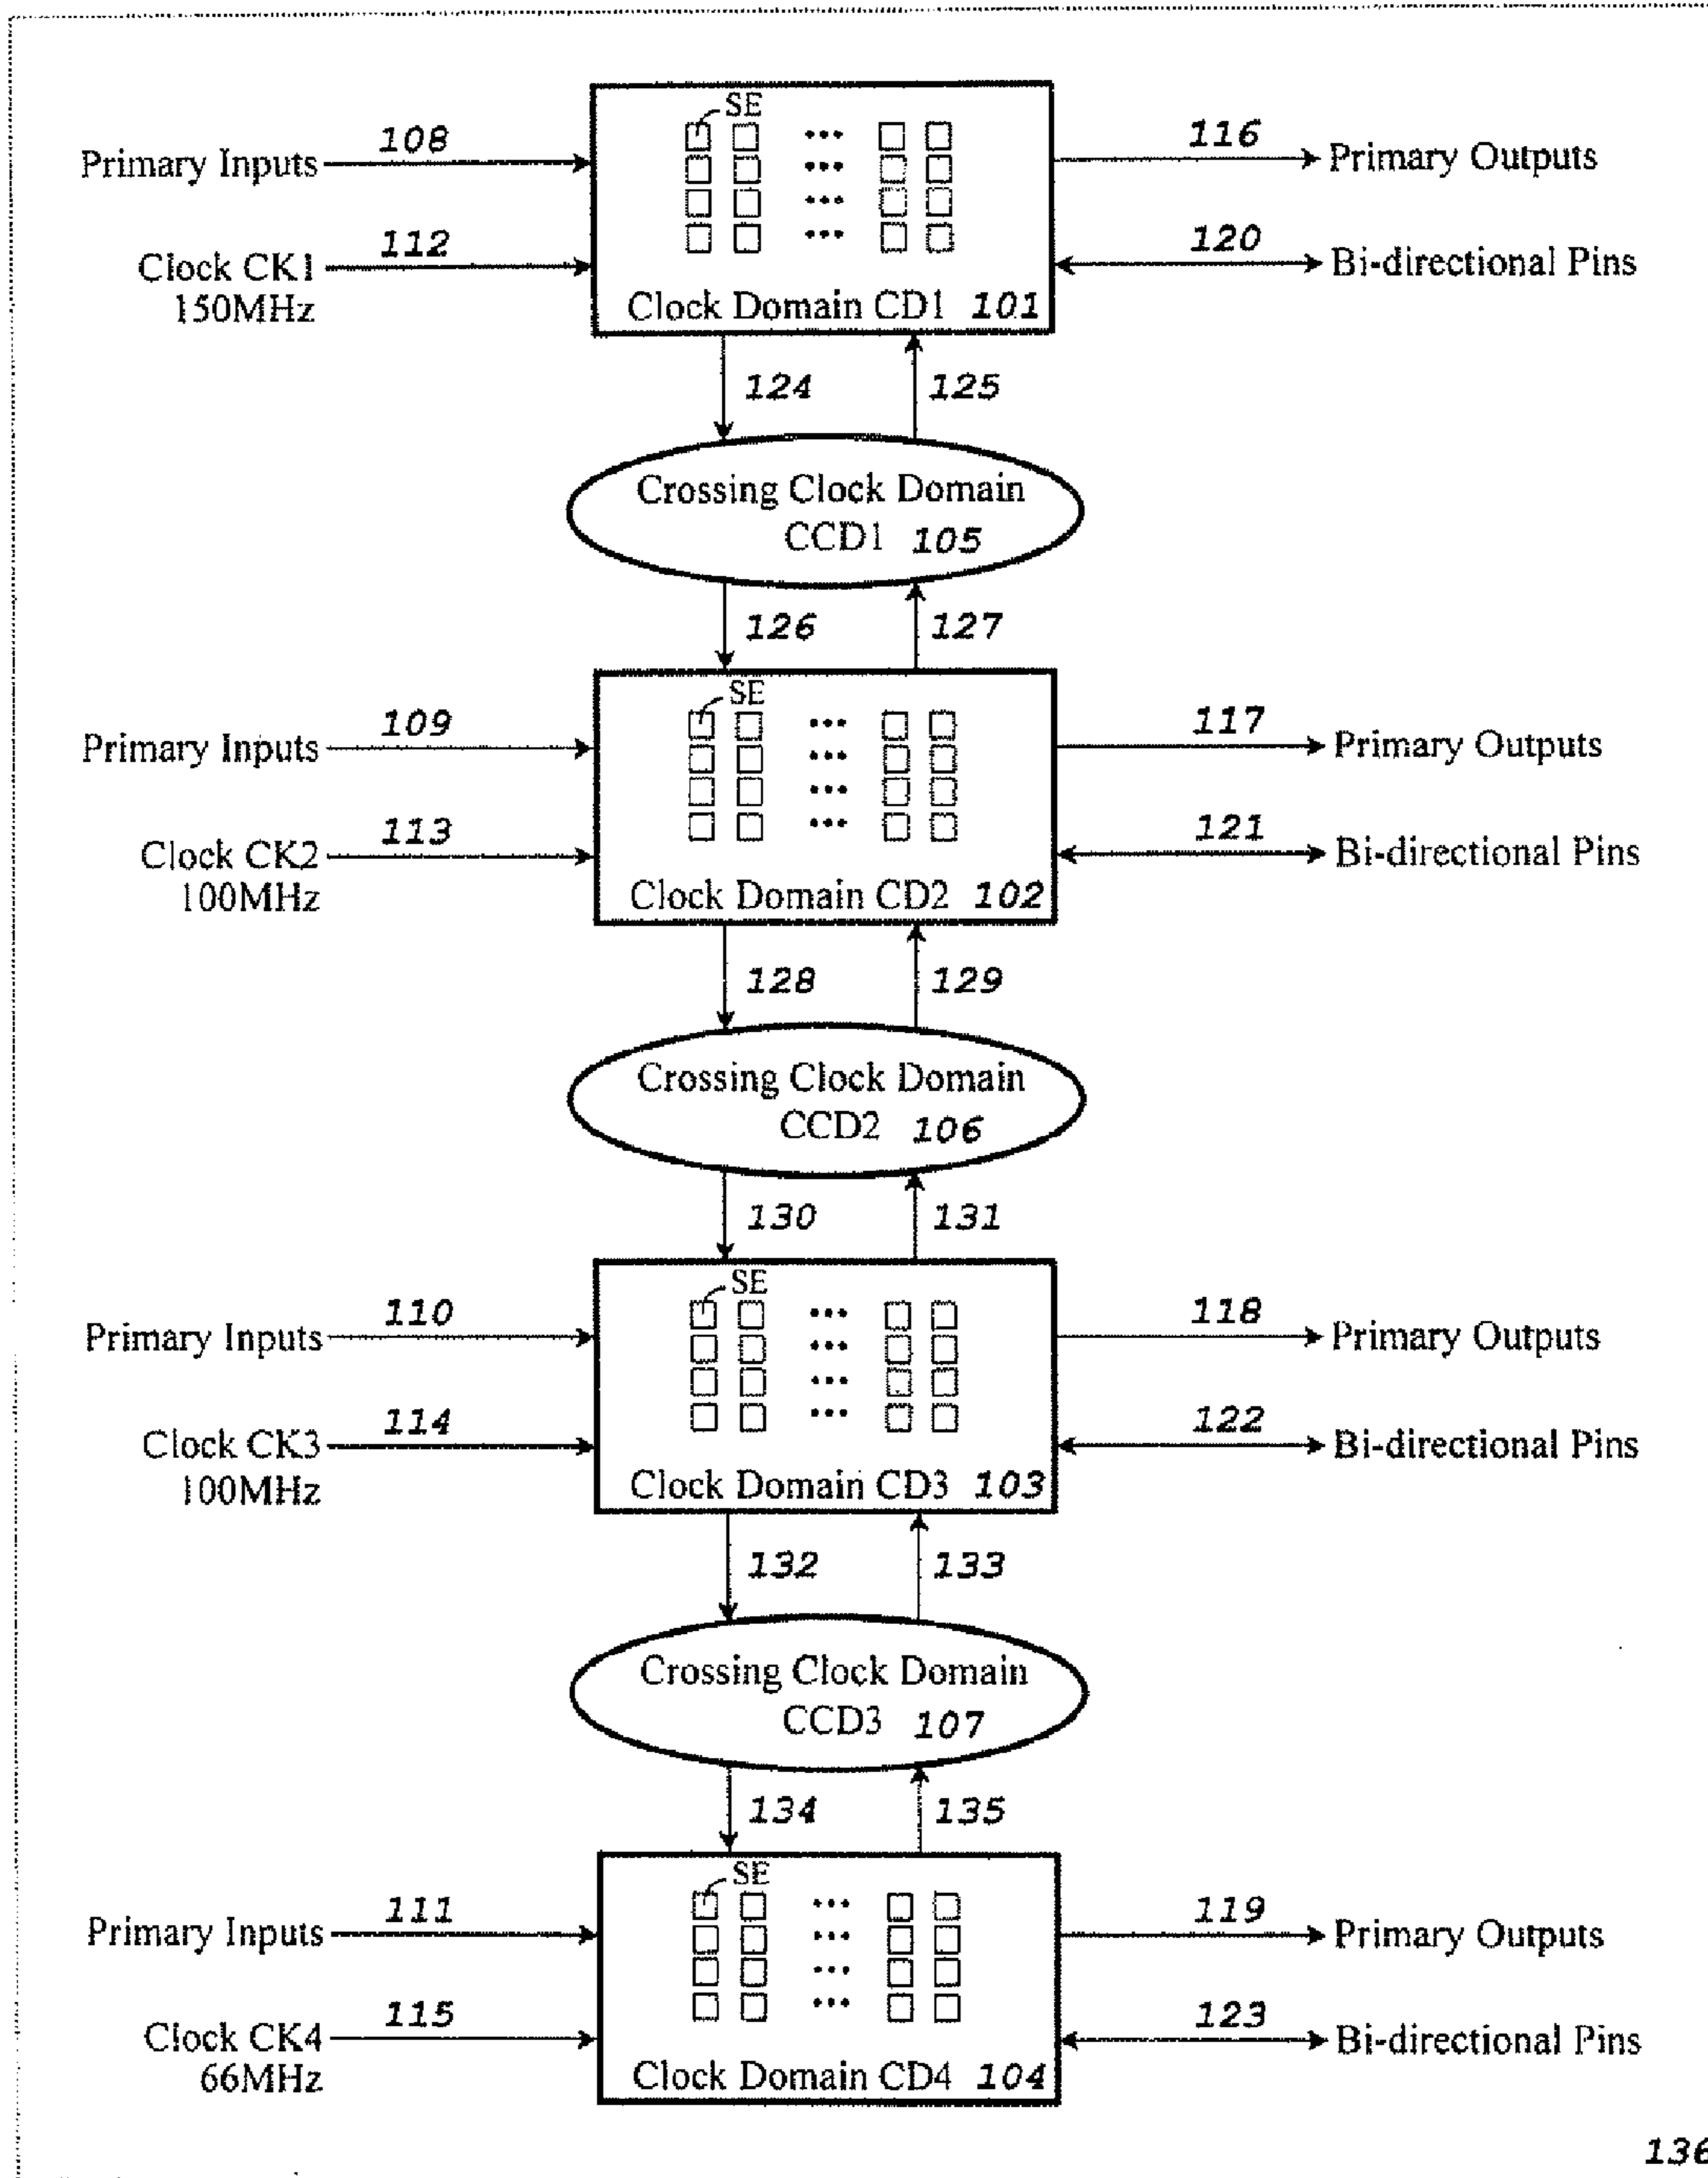 SE
Primary Inputs 108
116 Primary Outputs
Clock CK1 112
150MHz
120 Bi-directional Pins
Clock Domain CD1 101
124 125
Crossing Clock Domain
CCD1 105
126 127
SE
Primary Inputs 109
117 Primary Outputs
Clock CK2 113
100MHz
121 Bi-directional Pins
Clock Domain CD2 102
128 129
Crossing Clock Domain
CCD2 106
130 131
SE
Primary Inputs 110
118 Primary Outputs
Clock CK3 114
100MHz
122 Bi-directional Pins
Clock Domain CD3 103
132 133
Crossing Clock Domain
CCD3 107
134 135
SE
Primary Inputs 111
119 Primary Outputs
Clock CK4 115
66MHz
123 Bi-directional Pins
Clock Domain CD4 104
136